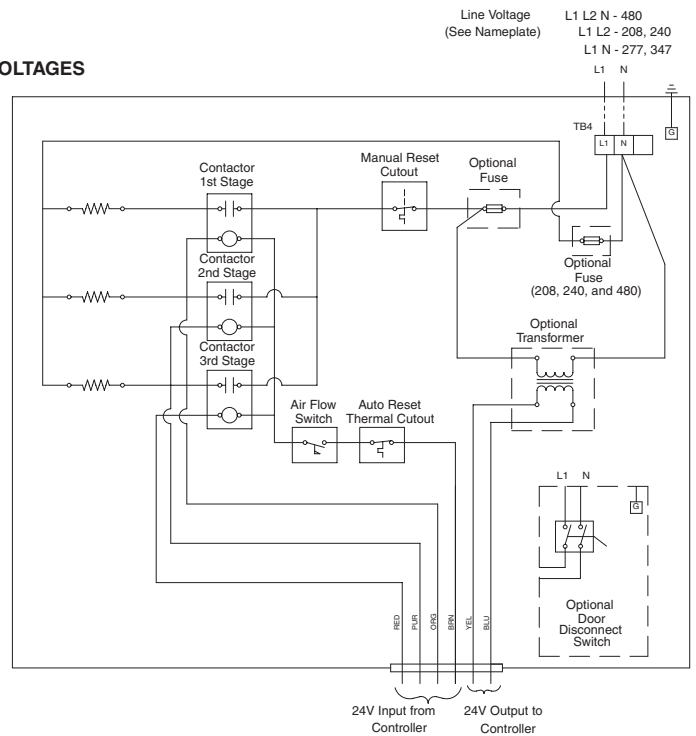 Line Voltage
(See Nameplate)
L1 L2 N - 480
L1 L2 - 208, 240
L1 N - 277, 347
OLTAGES
L1 N
TB4
L1 N
G
Contactor
1st Stage
Manual Reset
Cutout
Optional
Fuse
Optional
Fuse
(208, 240, and 480)
Contactor
2nd Stage
Optional
Transformer
Contactor
3rd Stage
Air Flow
Switch
Auto Reset
Thermal Cutout
L1 N
G
Optional
Door
Disconnect
Switch
RED
PUR
ORG
BRN
YEL
BLU
24V Input from
Controller
24V Output to
Controller